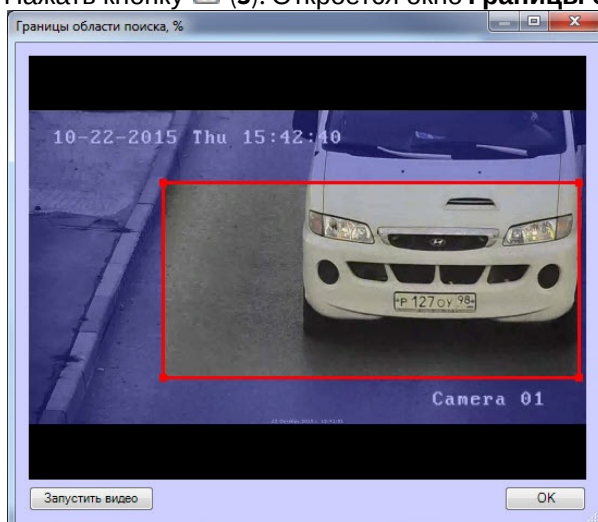 Нажать кнопку (3). Откроется окно Границы
Границы области поиска, %
10-22-2015 Thu 15:42:40
Р 127 ОУ 98
Camera 01
Запустить видео
OK